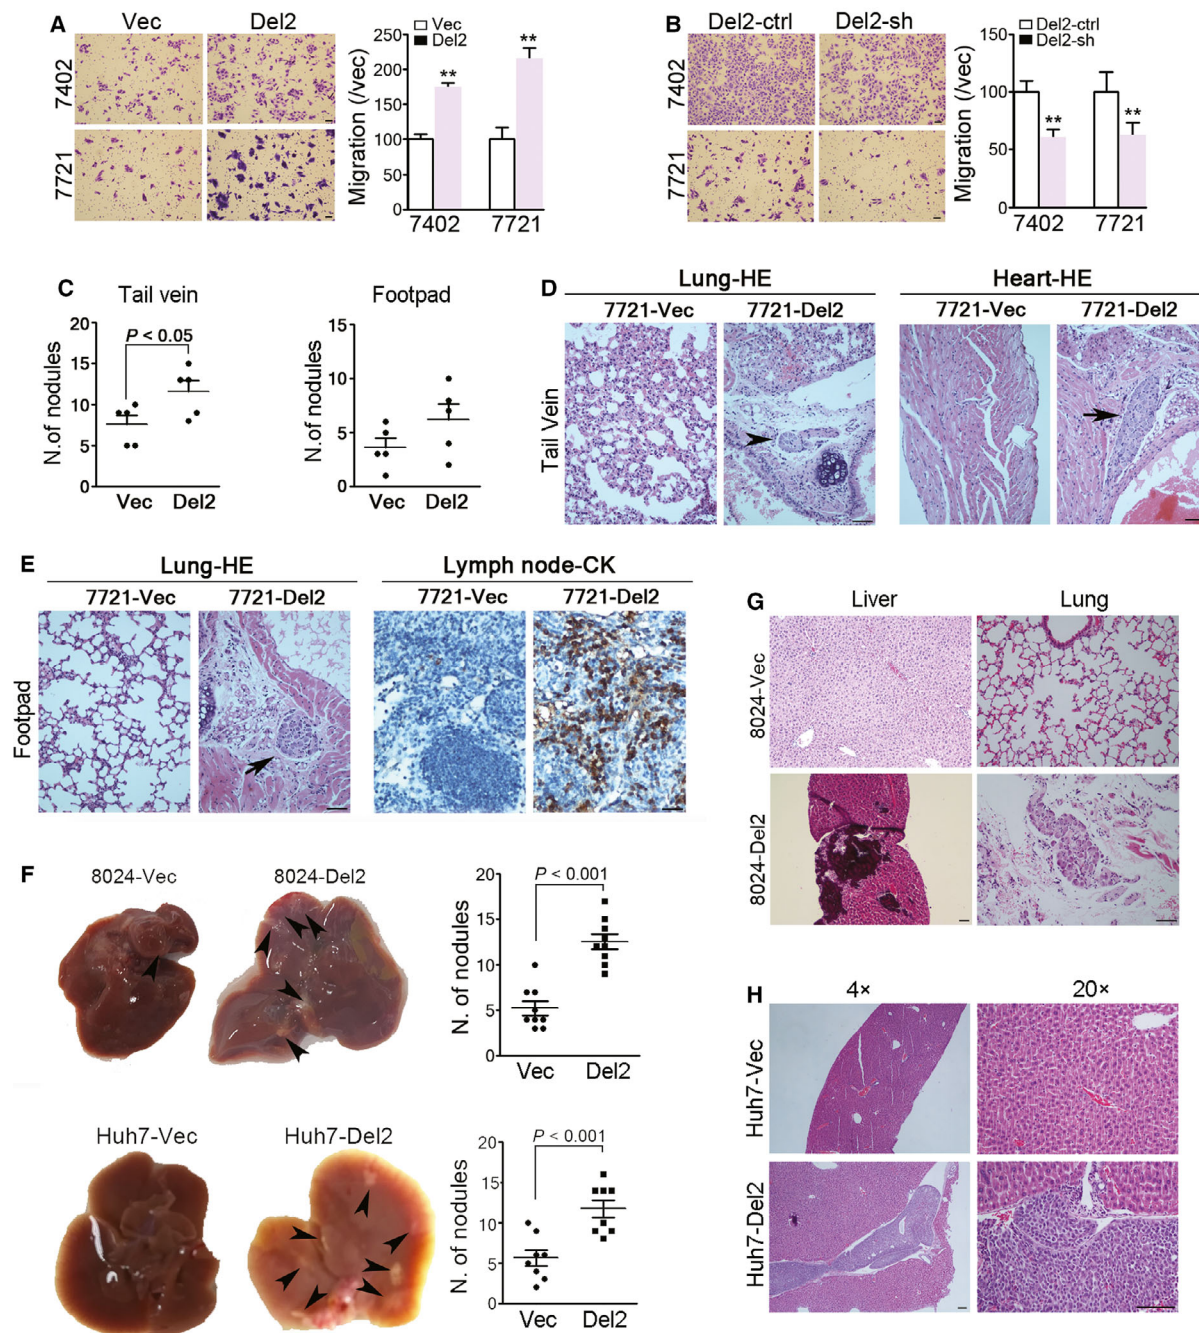 A
Vec
Del2
7402
7721
Vec
Del2
Migration (/vec)
250
200
150
100
50
0
**
**
7402
7721
B
Del2-ctrl
Del2-sh
7402
7721
Del2-ctrl
Del2-sh
Migration (/vec)
150
100
50
0
**
**
7402
7721
C
Tail vein
N.of nodules
20
15
10
5
0
P < 0.05
Vec
Del2
Footpad
N.of nodules
15
10
5
0
Vec
Del2
D
Lung-HE
Heart-HE
7721-Vec
7721-Del2
7721-Vec
7721-Del2
Tail Vein
E
Lung-HE
Lymph node-CK
7721-Vec
7721-Del2
7721-Vec
7721-Del2
Footpad
F
8024-Vec
8024-Del2
N. of nodules
20
15
10
5
0
P < 0.001
Vec
Del2
Huh7-Vec
Huh7-Del2
N. of nodules
20
15
10
5
0
P < 0.001
Vec
Del2
G
Liver
Lung
8024-Vec
8024-Del2
H
4×
20×
Huh7-Vec
Huh7-Del2